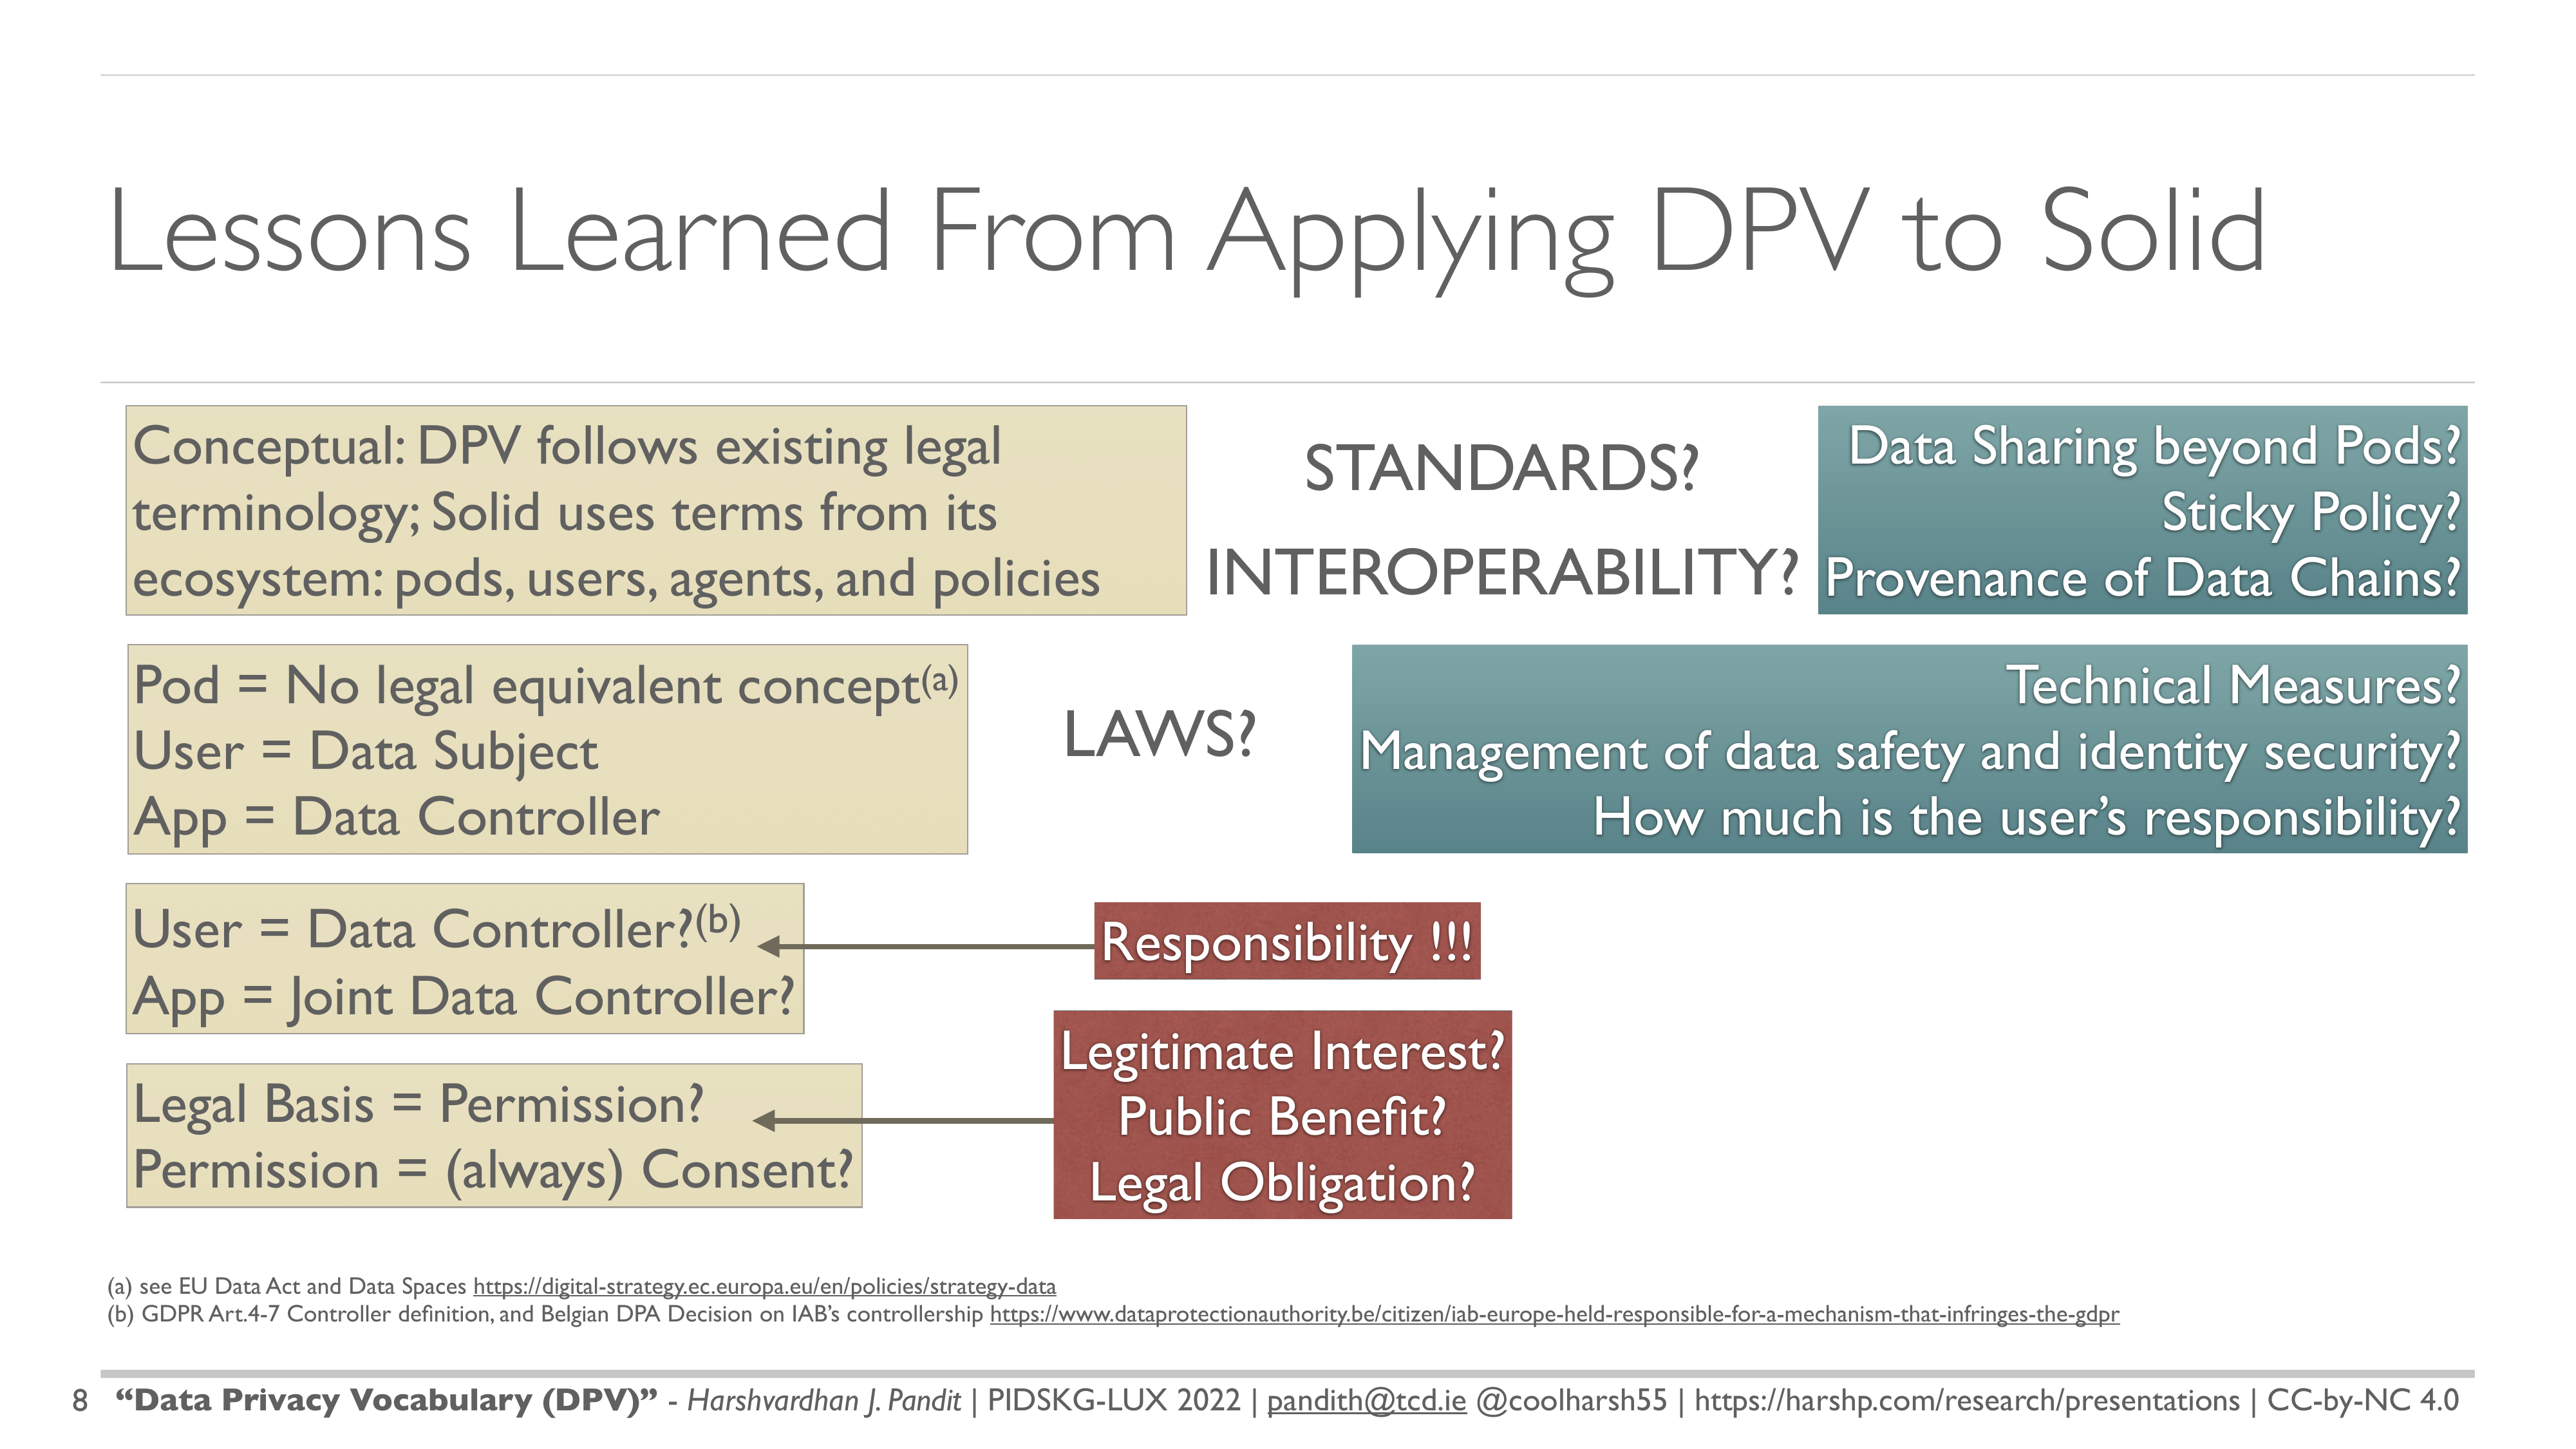 Lessons Learned From Applying DPV to Solid
Conceptual: DPV follows existing legal
terminology; Solid uses terms from its
ecosystem: pods, users, agents, and policies
STANDARDS?
INTEROPERABILITY?
Data Sharing beyond Pods?
Sticky Policy?
Provenance of Data Chains?
Pod = No legal equivalent concept(a)
User = Data Subject
App = Data Controller
LAWS?
Technical Measures?
Management of data safety and identity security?
How much is the user’s responsibility?
User = Data Controller?(b)
App = Joint Data Controller?
Responsibility !!!
Legal Basis = Permission?
Permission = (always) Consent?
Legitimate Interest?
Public Benefit?
Legal Obligation?
(a) see EU Data Act and Data Spaces https://digital-strategy.ec.europa.eu/en/policies/strategy-data
(b) GDPR Art.4-7 Controller definition, and Belgian DPA Decision on IAB’s controllership https://www.dataprotectionauthority.be/citizen/iab-europe-held-responsible-for-a-mechanism-that-infringes-the-gdpr
8 “Data Privacy Vocabulary (DPV)” - Harshvardhan J. Pandit | PIDSKG-LUX 2022 | pandith@tcd.ie @coolharsh55 | https://harshp.com/research/presentations | CC-by-NC 4.0